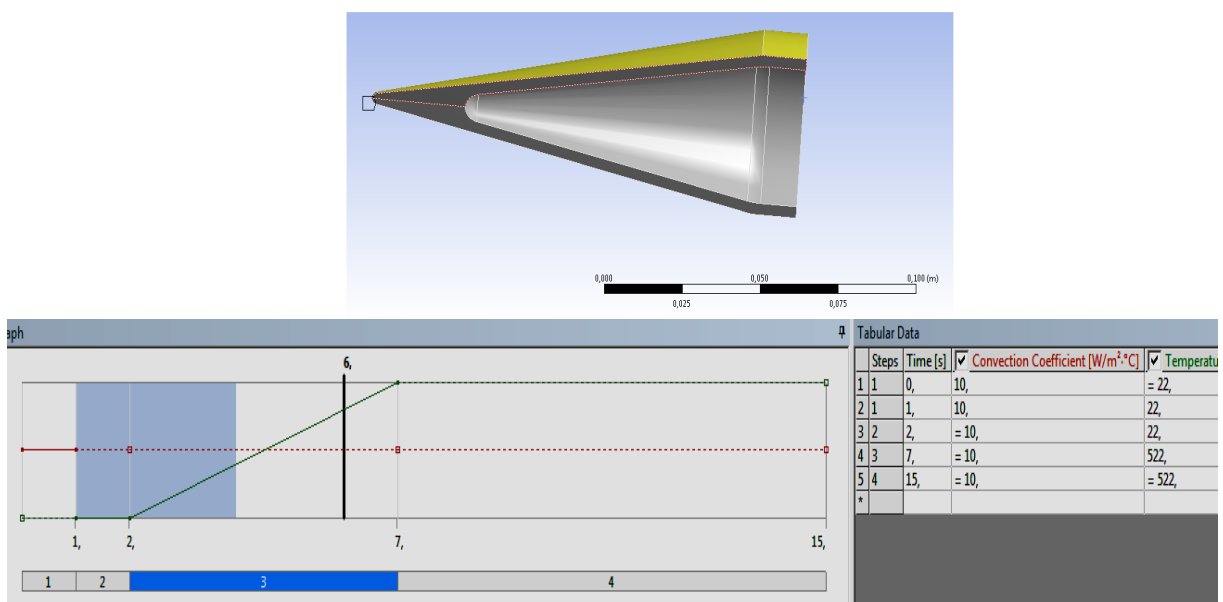 0,000 0,050 0,100 (m)
0,025 0,075
aph
6,
1, 2, 7, 15,
1 2 3 4
Tabular Data
Steps Time [s] Convection Coefficient [W/m²·°C] Temperatu
1 1 0, 10, = 22,
2 1 1, 10, 22,
3 2 2, = 10, 22,
4 3 7, = 10, 522,
5 4 15, = 10, = 522,
*